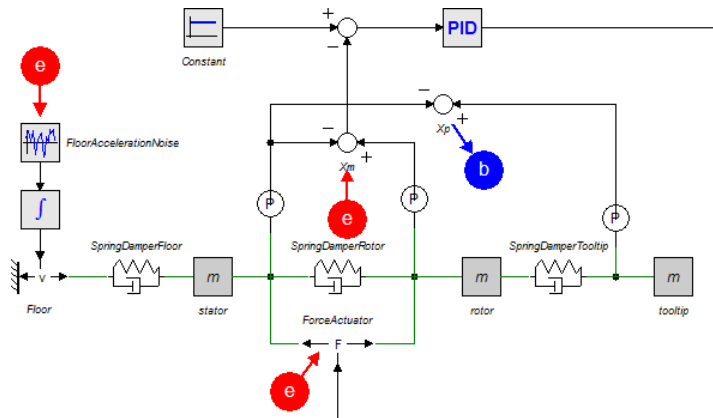 Constant
PID
e
FloorAccelerationNoise
Xp
Xm
b
P
P
e
P
SpringDamperFloor
SpringDamperRotor
SpringDamperTooltip
v
m
m
m
Floor
stator
ForceActuator
rotor
tooltip
F
e